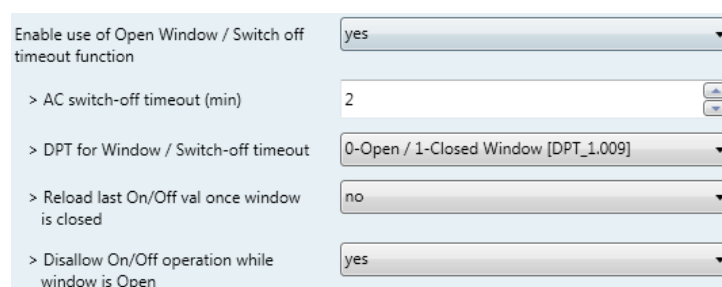 Enable use of Open Window / Switch off
timeout function
yes
> AC switch-off timeout (min)
2
> DPT for Window / Switch-off timeout
0-Open / 1-Closed Window [DPT_1.009]
> Reload last On/Off val once window
is closed
no
> Disallow On/Off operation while
window is Open
yes